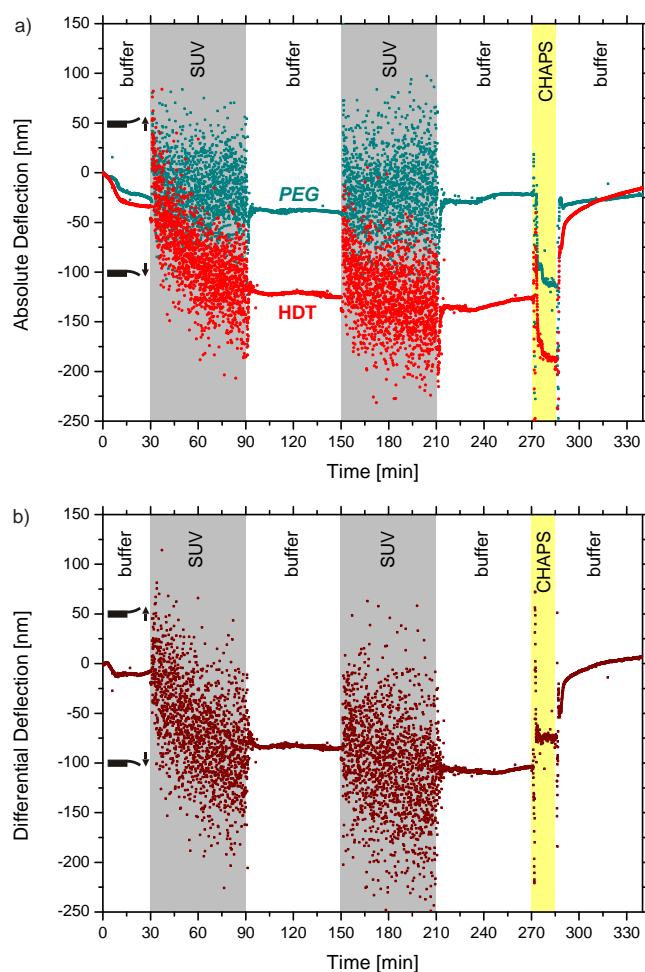 a)
150
100
50
0
-50
-100
-150
-200
-250
Absolute Deflection [nm]
buffer
SUV
buffer
SUV
buffer
CHAPS
buffer
PEG
HDT
0 30 60 90 120 150 180 210 240 270 300 330
Time [min]
b)
150
100
50
0
-50
-100
-150
-200
-250
Differential Deflection [nm]
buffer
SUV
buffer
SUV
buffer
CHAPS
buffer
0 30 60 90 120 150 180 210 240 270 300 330
Time [min]